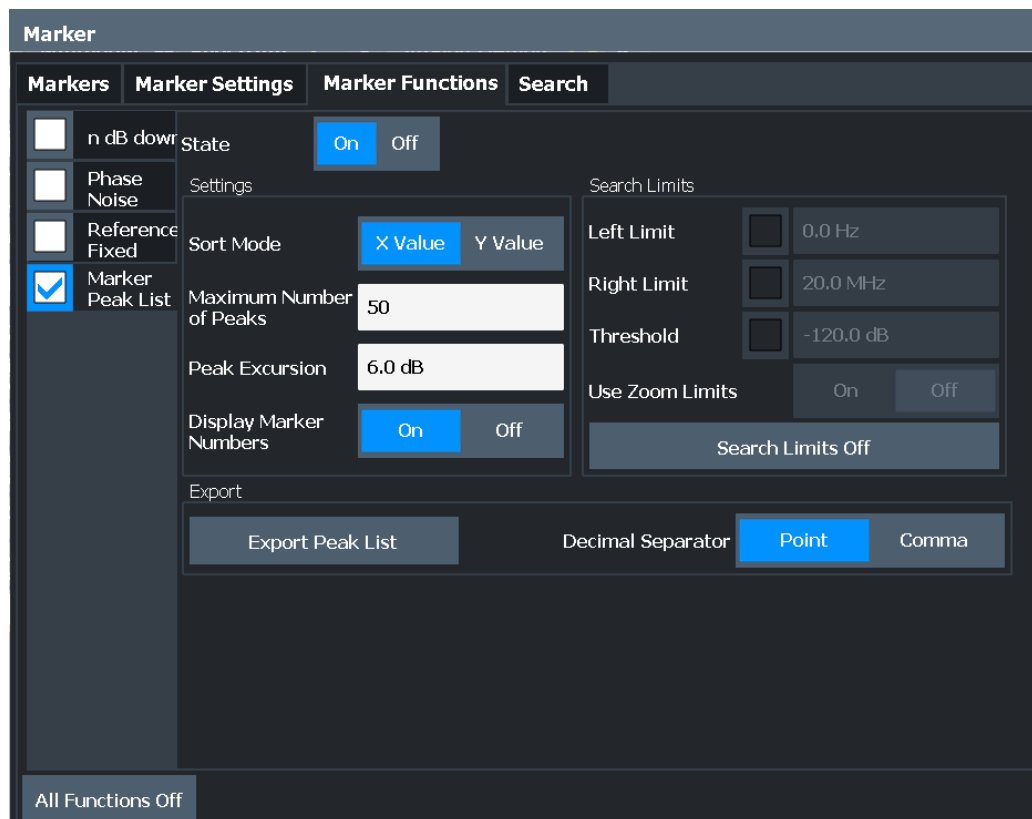 Marker
Markers
Marker Settings
Marker Functions
Search
n dB down
Phase
Noise
Reference
Fixed
Marker
Peak List
State
On
Off
Settings
Sort Mode
X Value
Y Value
Maximum Number
of Peaks
50
Peak Excursion
6.0 dB
Display Marker
Numbers
On
Off
Search Limits
Left Limit
0.0 Hz
Right Limit
20.0 MHz
Threshold
-120.0 dB
Use Zoom Limits
On
Off
Search Limits Off
Export
Export Peak List
Decimal Separator
Point
Comma
All Functions Off